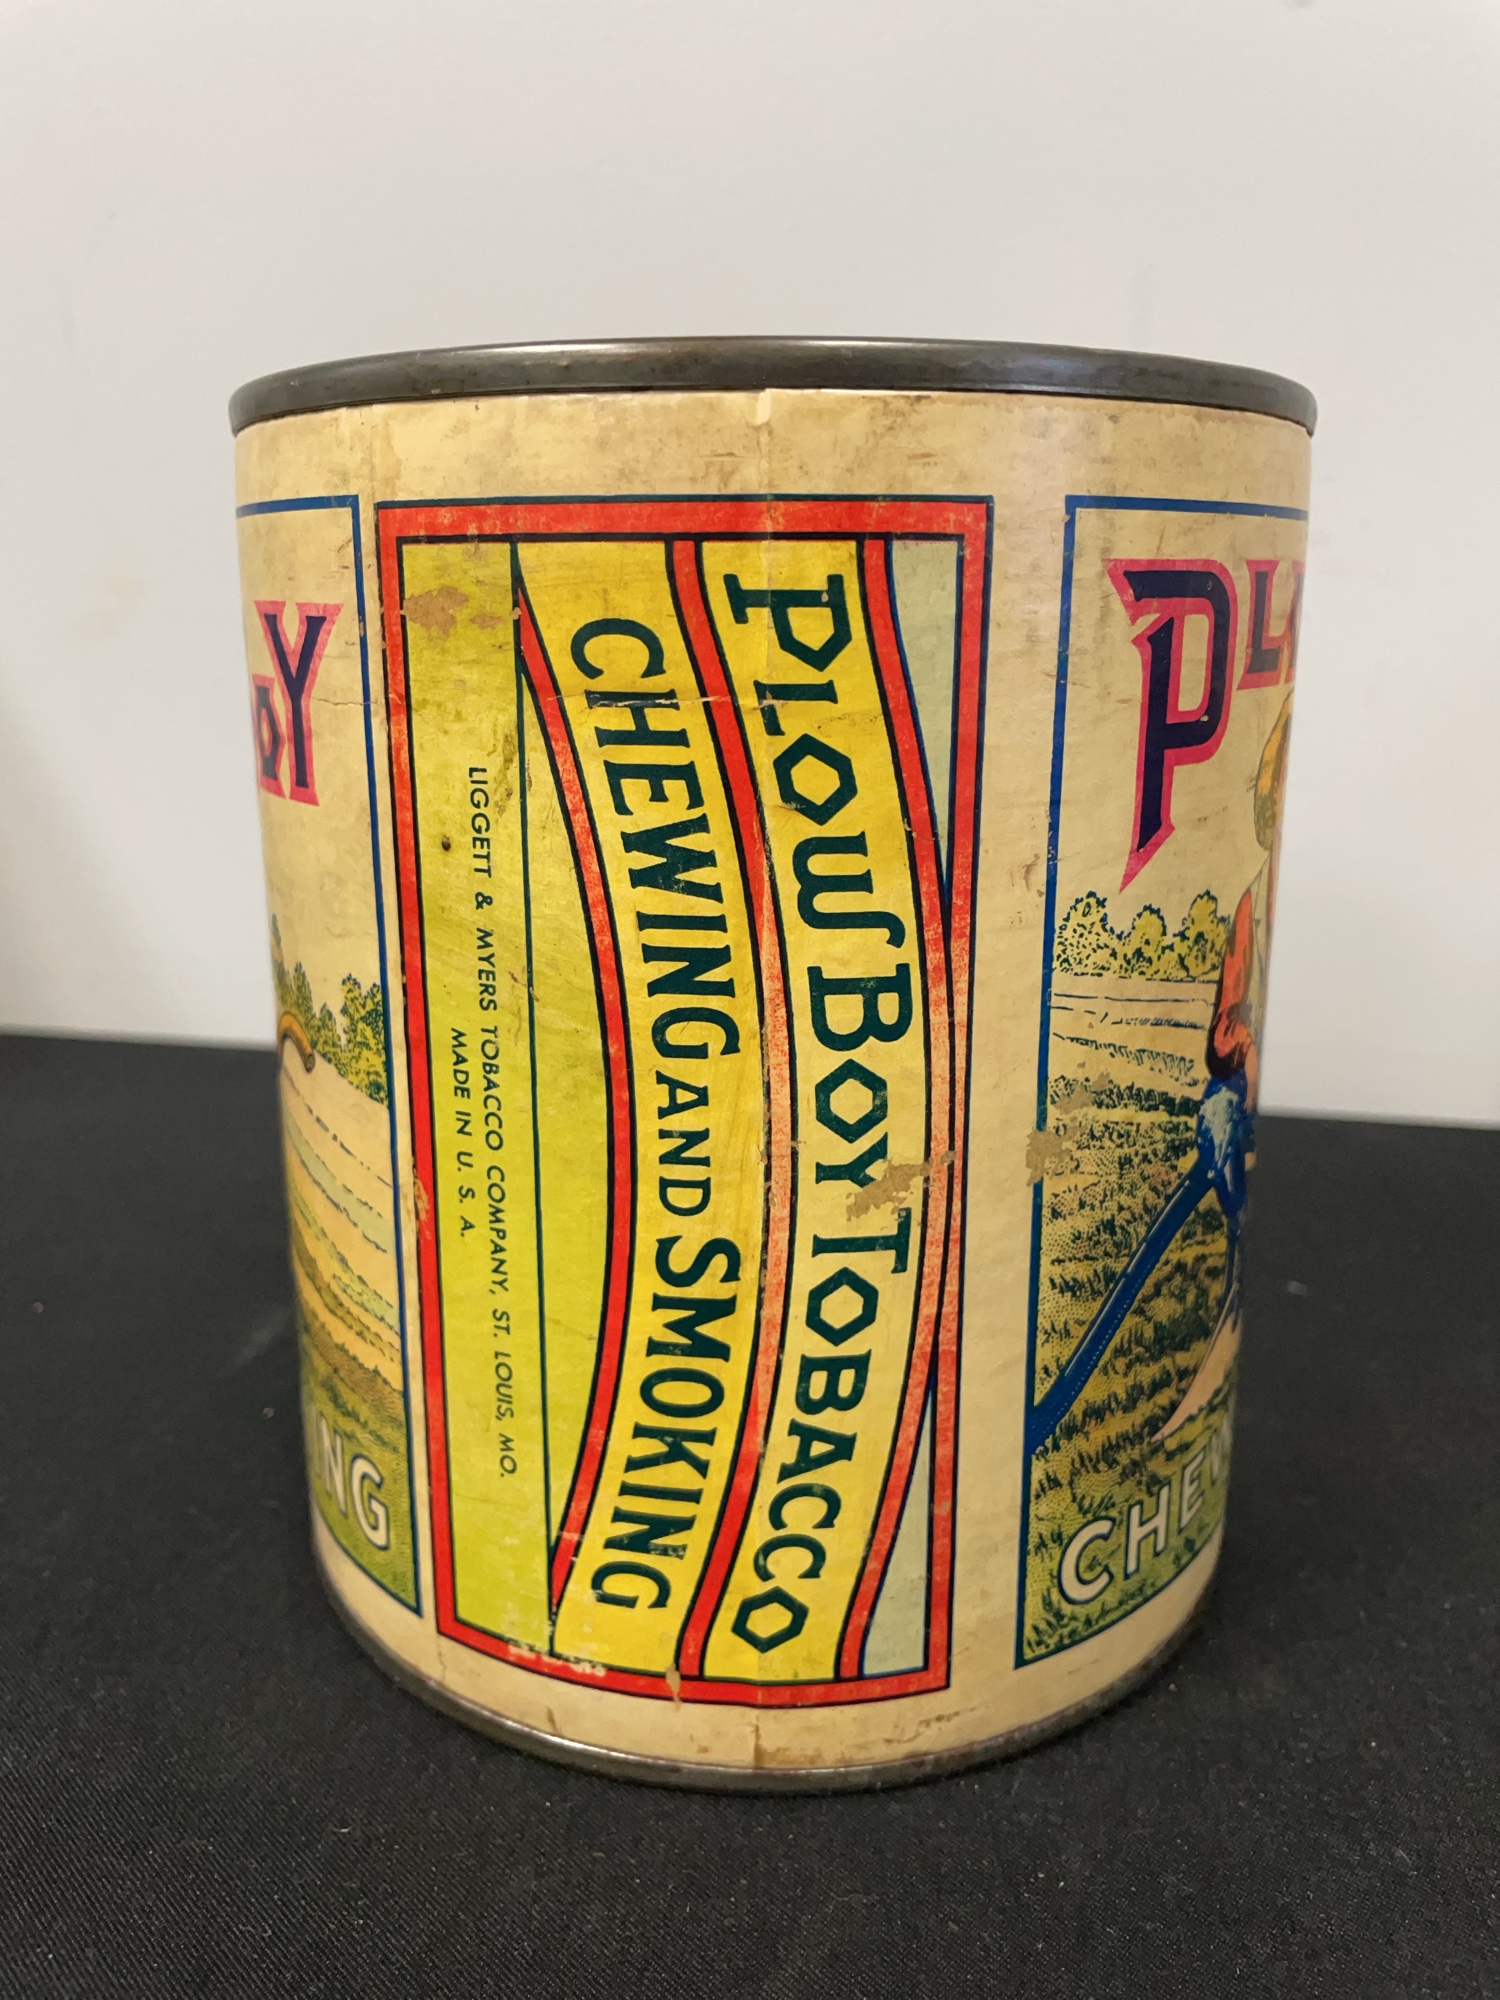 PLOW BOY TOBACCO
CHEWING AND SMOKING
LIGGETT & MYERS TOBACCO COMPANY, ST. LOUIS, MO.
MADE IN U. S. A.